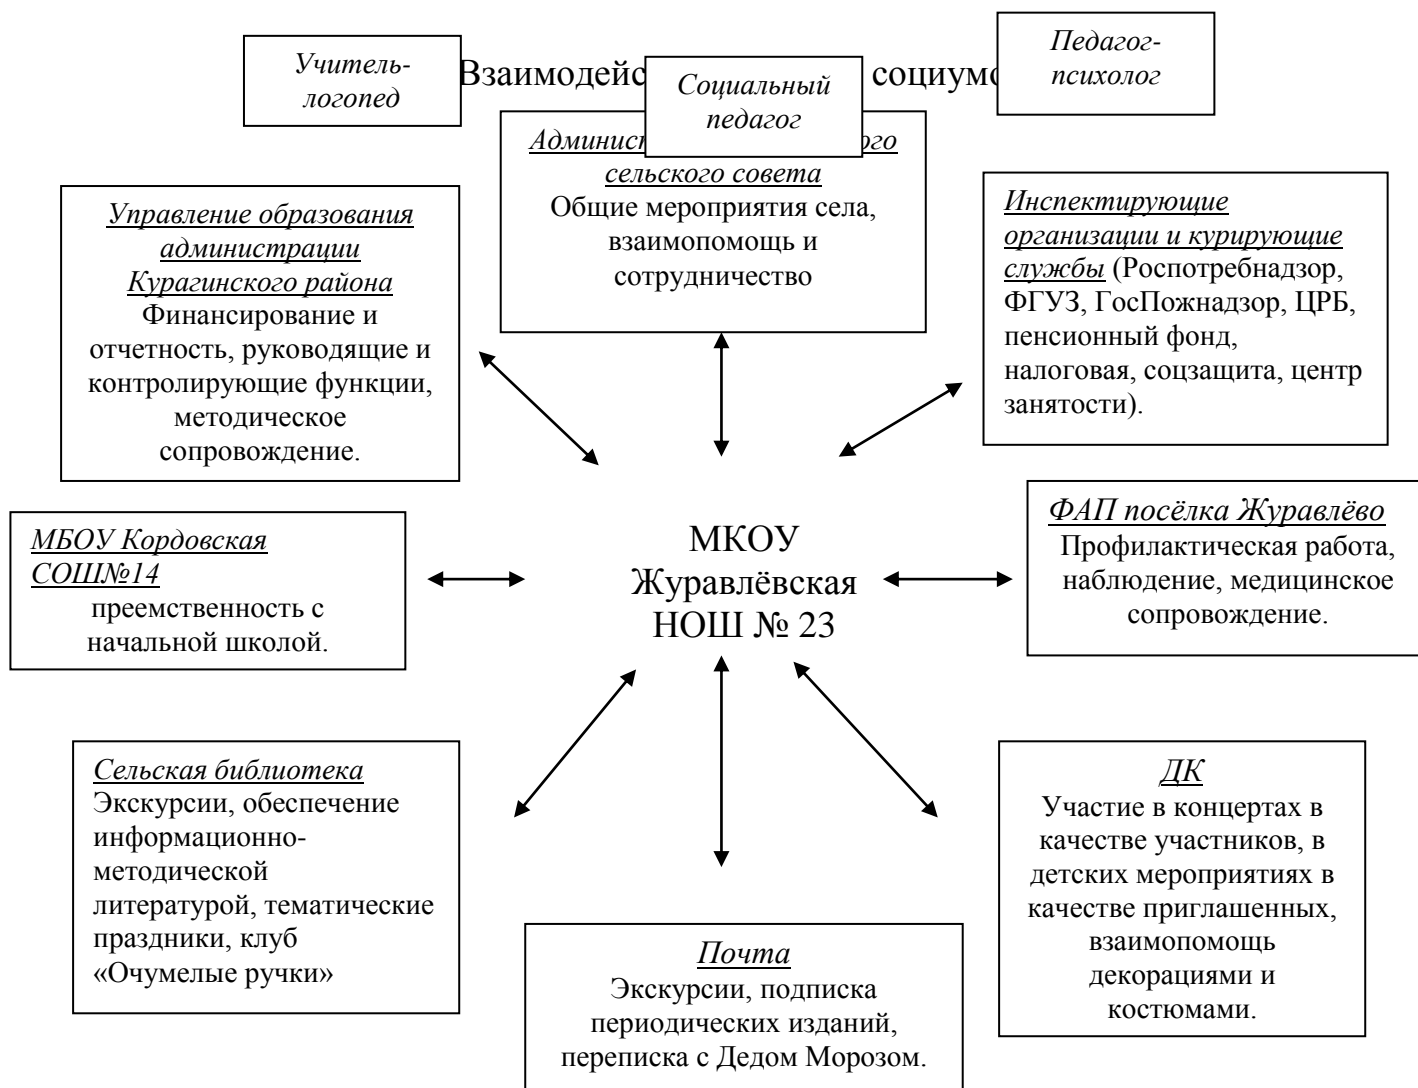 Учитель-
логопед
Взаимодейс
Социальный
педагог
социумо
Педагог-
психолог
сельского совета
Общие мероприятия села,
взаимопомощь и
сотрудничество
Управление образования
администрации
Курагинского района
Финансирование и
отчетность, руководящие и
контролирующие функции,
методическое
сопровождение.
Инспектирующие
организации и курирующие
службы (Роспотребнадзор,
ФГУЗ, ГосПожнадзор, ЦРБ,
пенсионный фонд,
налоговая, соцзащита, центр
занятости).
МБОУ Кордовская
СОШ№14
преемственность с
начальной школой.
МКОУ
Журавлёвская
НОШ № 23
ФАП посёлка Журавлёво
Профилактическая работа,
наблюдение, медицинское
сопровождение.
Сельская библиотека
Экскурсии, обеспечение
информационно-
методической
литературой, тематические
праздники, клуб
«Очумелые ручки»
Почта
Экскурсии, подписка
периодических изданий,
переписка с Дедом Морозом.
ДК
Участие в концертах в
качестве участников, в
детских мероприятиях в
качестве приглашенных,
взаимопомощь
декорациями и
костюмами.